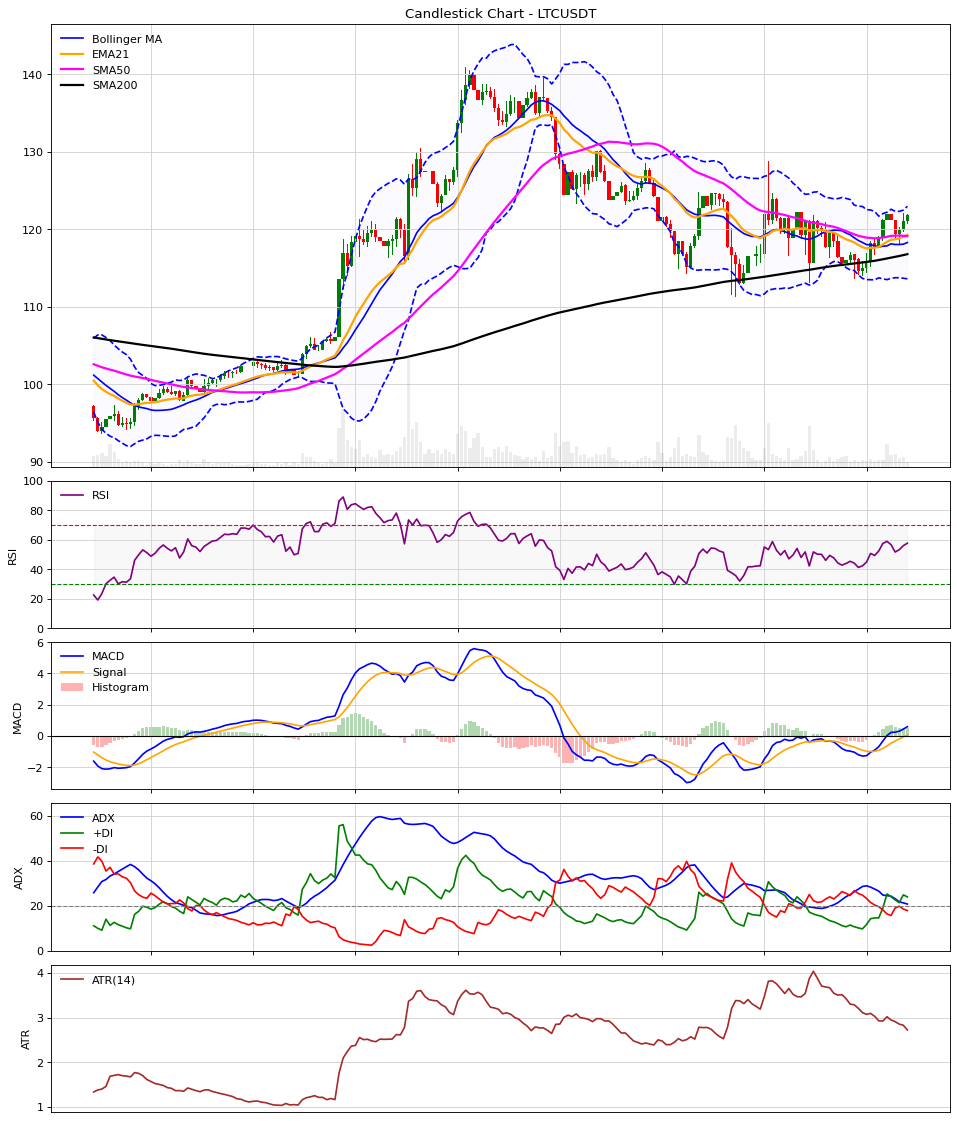 Candlestick Chart - LTCUSDT
Bollinger MA
EMA21
SMA50
SMA200
140
130
120
110
100
90
RSI
RSI
100
80
60
40
20
0
MACD
Signal
Histogram
MACD
6
4
2
0
−2
ADX
+DI
-DI
ADX
60
40
20
0
ATR(14)
ATR
4
3
2
1